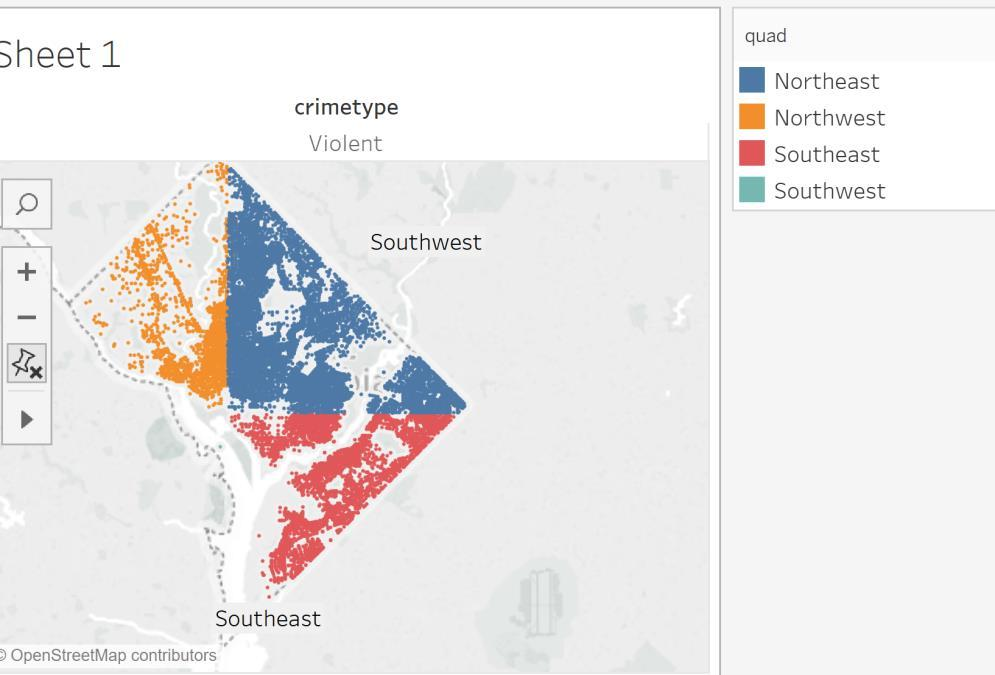 Sheet 1
crimetype
Violent
quad
Northeast
Northwest
Southeast
Southwest
Southwest
Southeast
© OpenStreetMap contributors